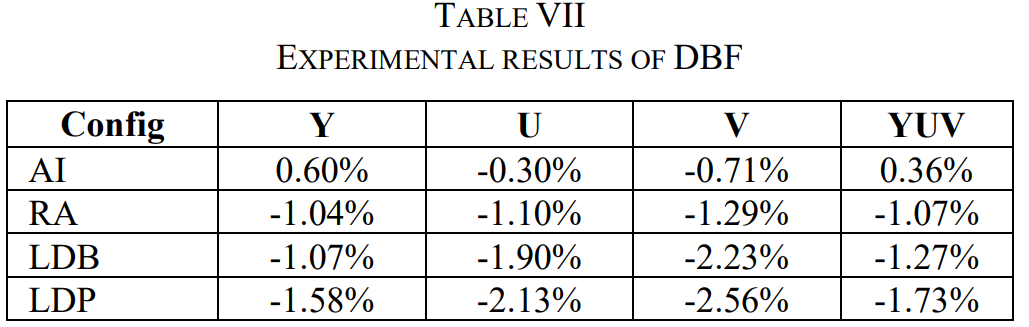 TABLE VII
EXPERIMENTAL RESULTS OF DBF
Config Y U V YUV
AI 0.60% -0.30% -0.71% 0.36%
RA -1.04% -1.10% -1.29% -1.07%
LDB -1.07% -1.90% -2.23% -1.27%
LDP -1.58% -2.13% -2.56% -1.73%